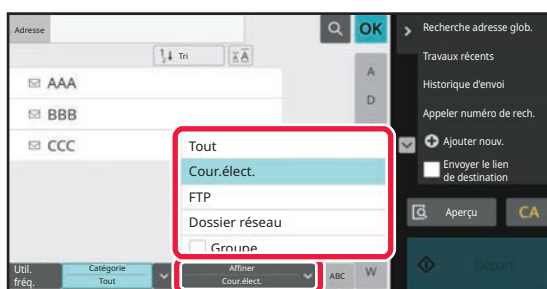 Adresse
OK
Tri
A
A
AAA
BBB
CCC
A
D
W
Tout
Cour.élect.
FTP
Dossier réseau
Groupe
Util.
fréq.
Catégorie
Tout
Affiner
Cour.élect.
ABC
Recherche adresse glob.
Travaux récents
Historique d'envoi
Appeler numéro de rech.
Ajouter nouv.
Envoyer le lien
de destination
Aperçu
CA
Départ